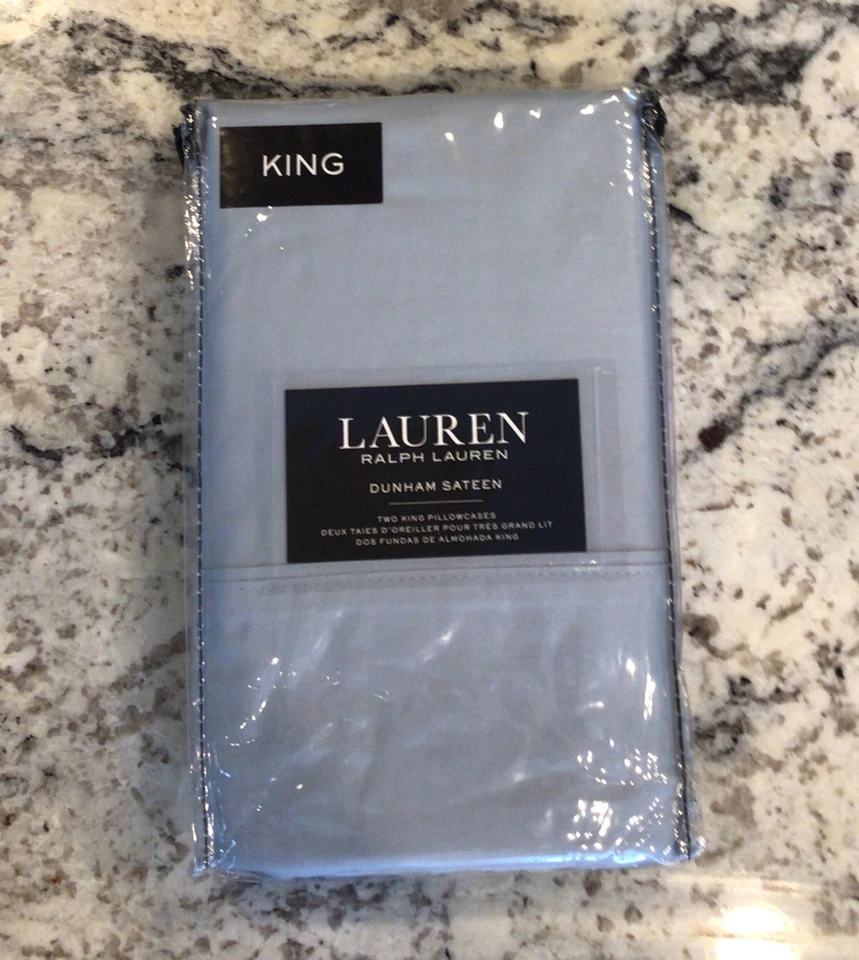 KING
LAUREN
RALPH LAUREN
DUNHAM SATEEN
TWO KING PILLOWCASES
DEUX TAIES D'OREILLER POUR TRÈS GRAND LIT
DOS FUNDAS DE ALMOHADA KING